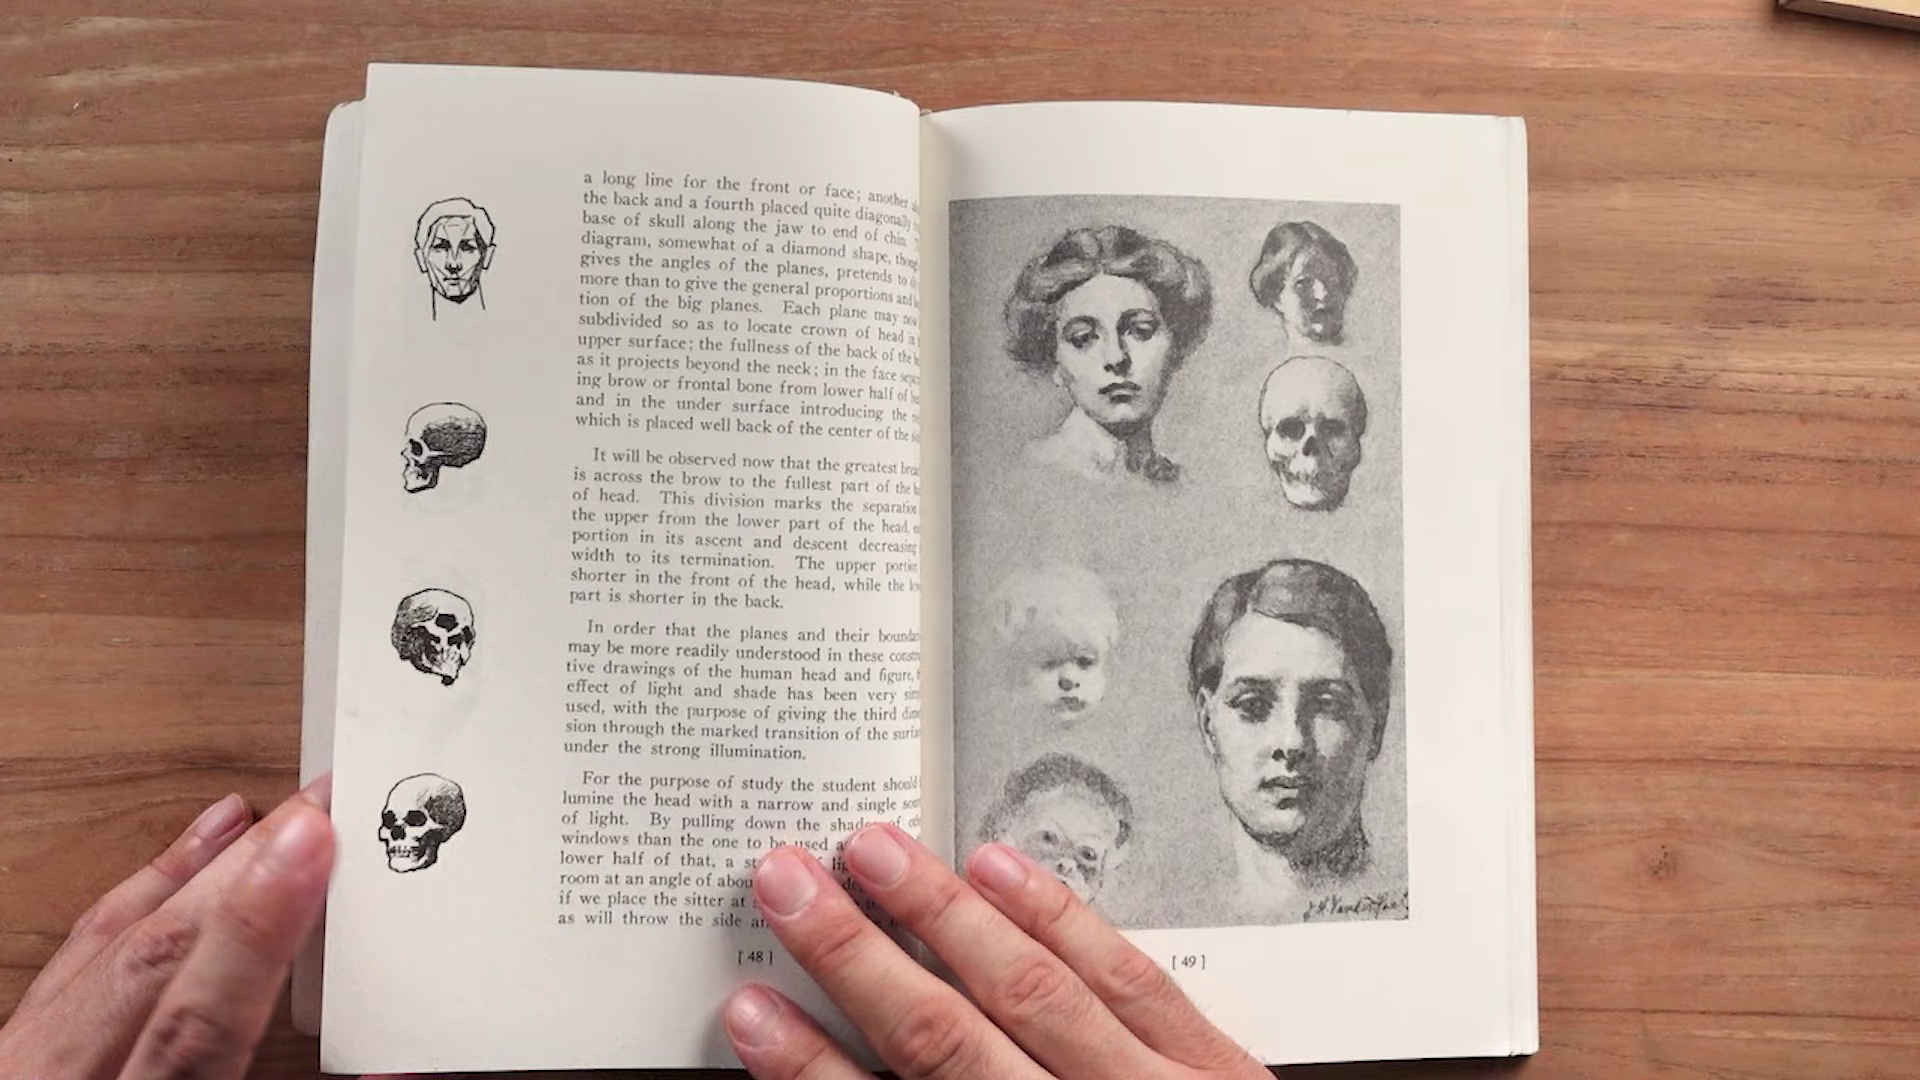 a long line for the front or face; another
the back and a fourth placed quite diagonally
base of skull along the jaw to end of chin.
diagram, somewhat of a diamond shape,
gives the angles of the planes, pretends to
more than to give the general proportions and
tion of the big planes. Each plane may now
subdivided so as to locate crown of head in
upper surface; the fullness of the back of the
as it projects beyond the neck; in the face
ing brow or frontal bone from lower half of
and in the under surface introducing the
which is placed well back of the center of the
It will be observed now that the greatest
is across the brow to the fullest part of the
of head. This division marks the separation
the upper from the lower part of the head,
portion in its ascent and descent decreasing
width to its termination. The upper portion
shorter in the front of the head, while the
part is shorter in the back.
In order that the planes and their
may be more readily understood in these
tive drawings of the human head and figure,
effect of light and shade has been very
used, with the purpose of giving the third
sion through the marked transition of the
under the strong illumination.
For the purpose of study the student should
lumine the head with a narrow and single
of light. By pulling down the shades of
windows than the one to be used
lower half of that, a
room at an angle of
if we place the sitter at
as will throw the side
[ 48 ]
[ 49 ]